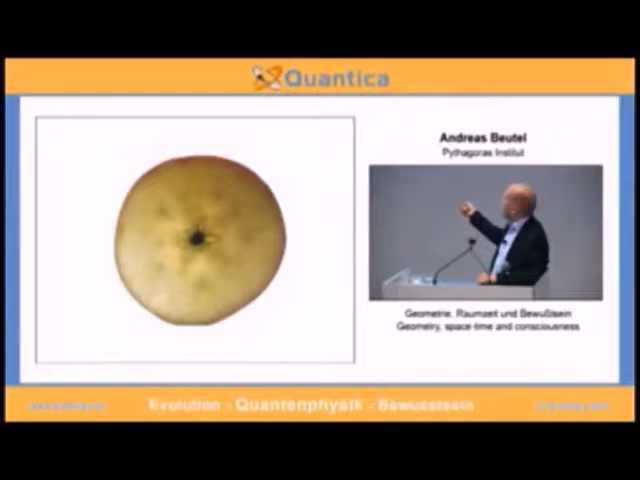 Quantica
Andreas Beutel
Pythagoras Institut
Geometrie, Raumzeit und Bewußtsein
Geometry, space-time and consciousness
Evolution - Quantenphysik - Bewusstsein